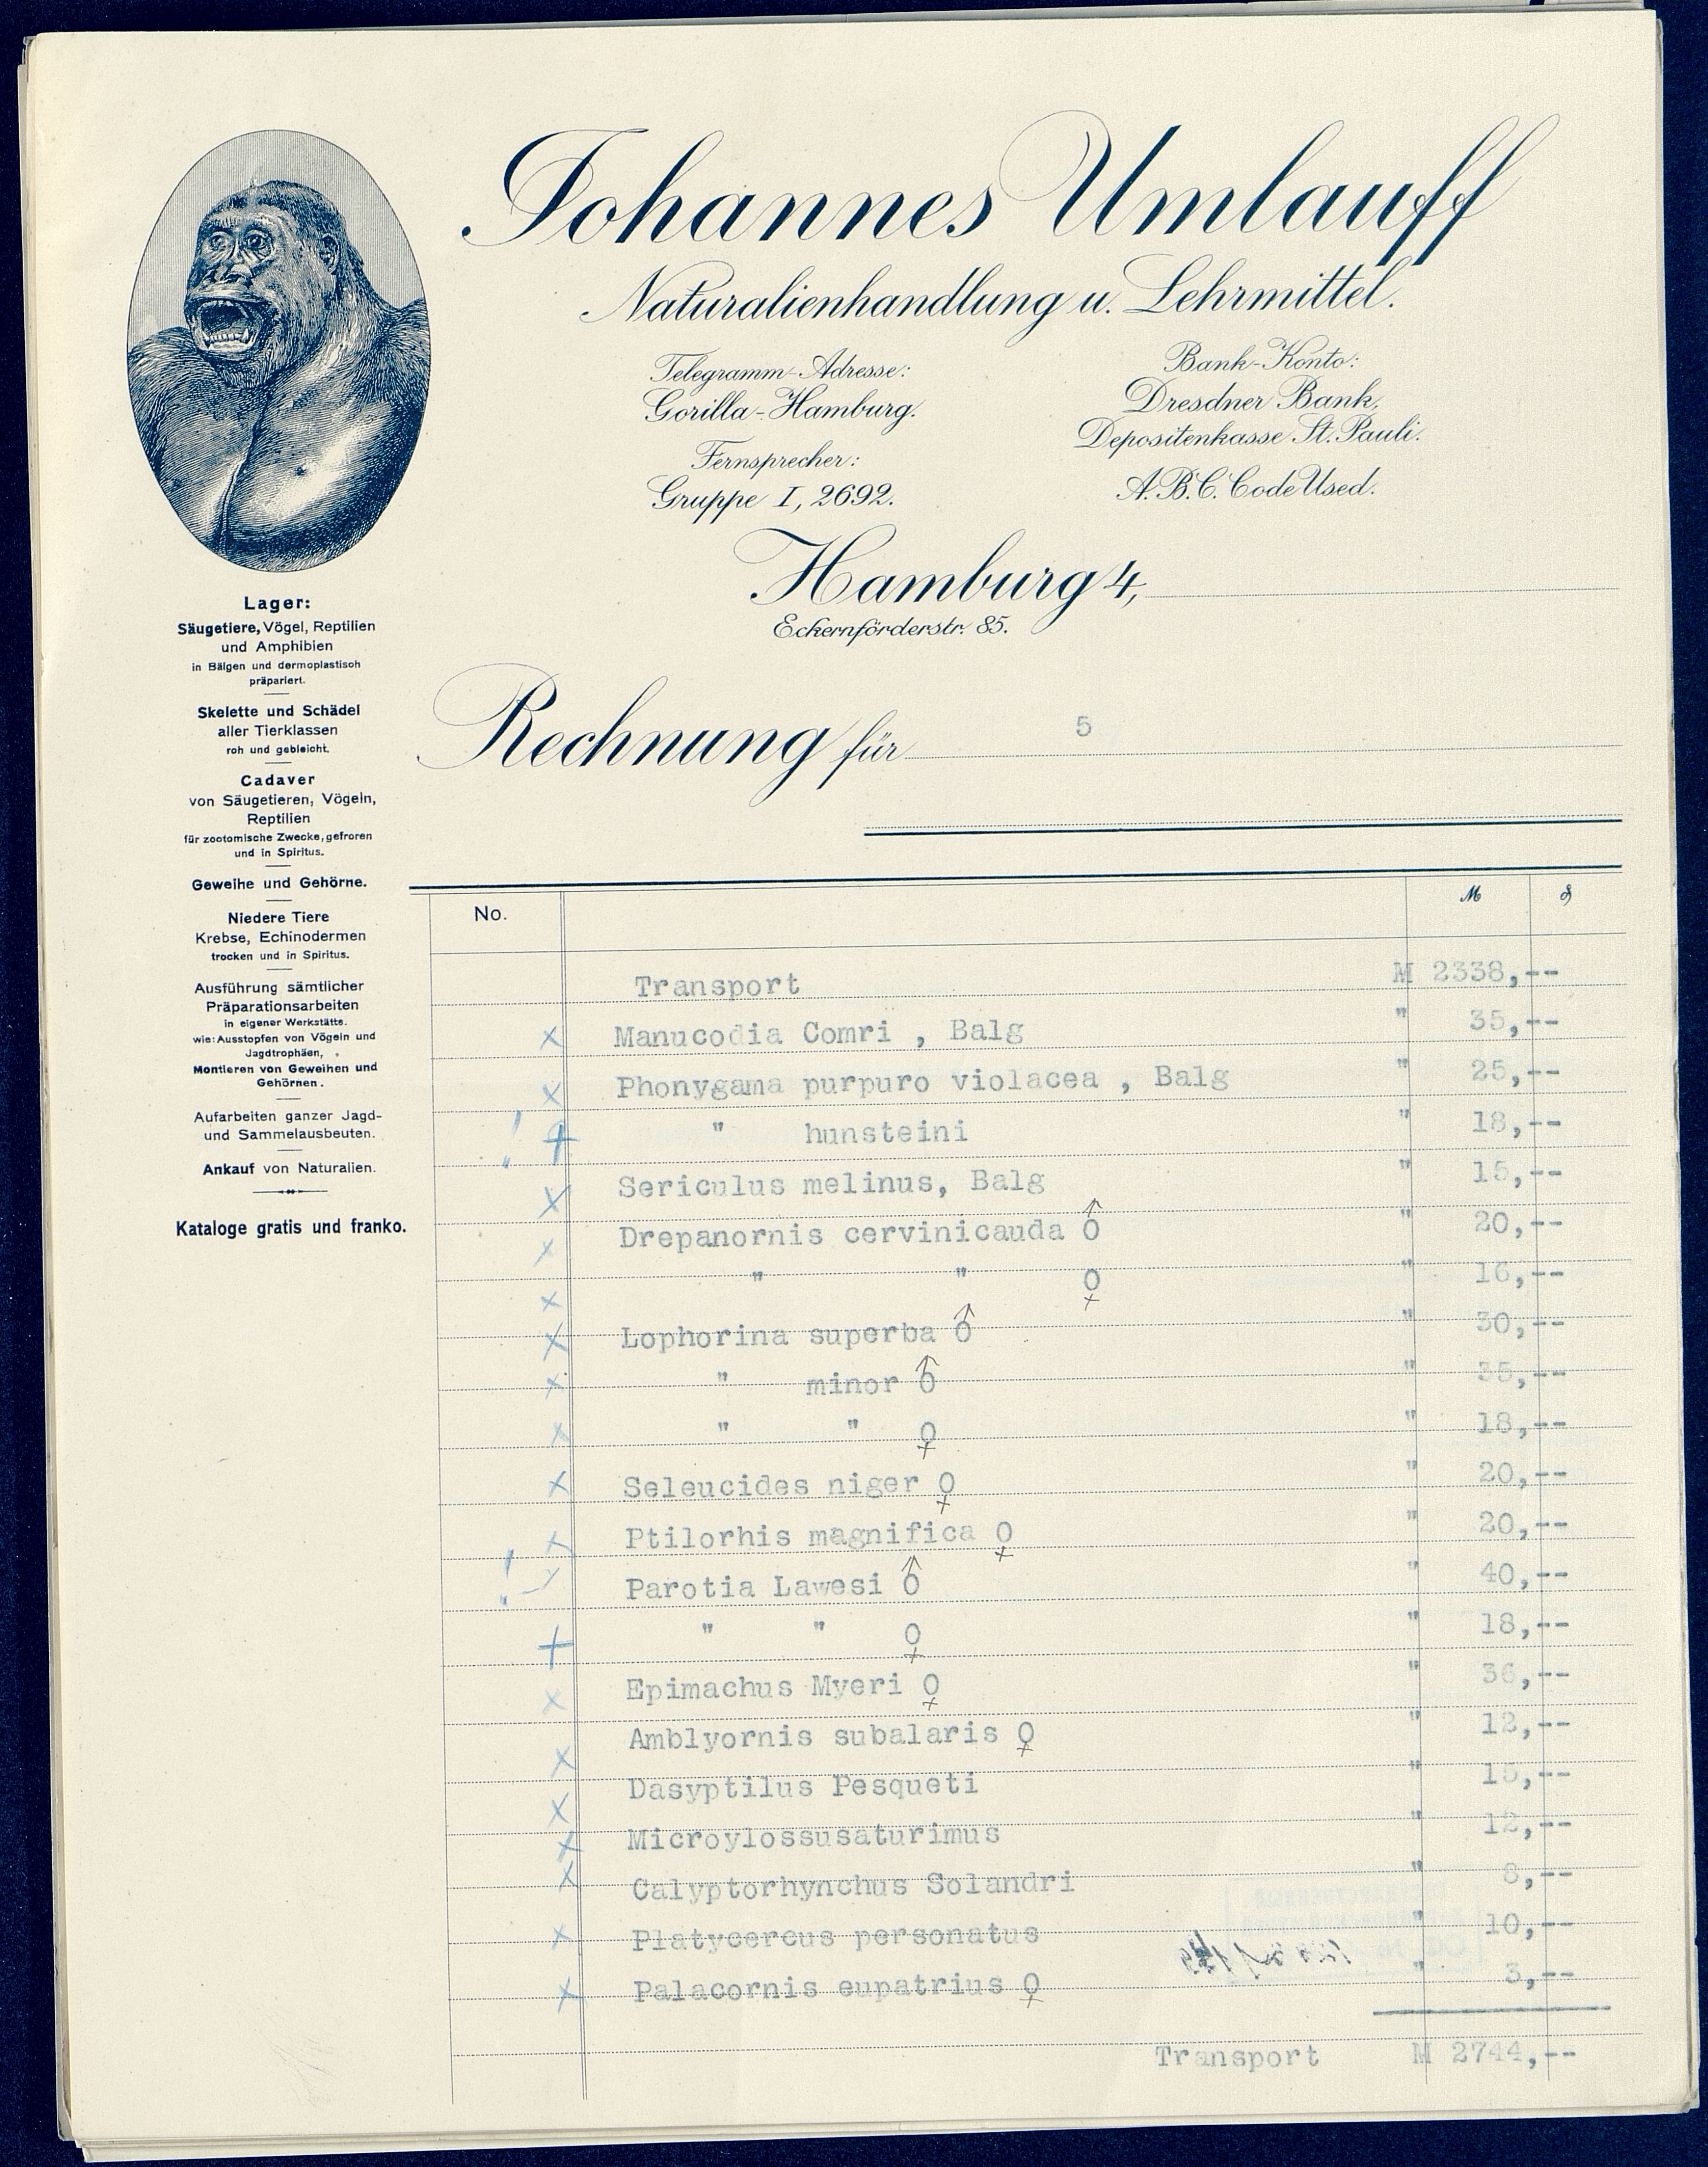 Johannes Umlauff
Naturalienhandlung u. Lehrmittel.
Telegramm-Adresse:
Gorilla-Hamburg.
Fernsprecher:
Gruppe I, 2692.
Bank-Konto:
Dresdner Bank,
Depositenkasse St. Pauli.
A.B.C. Code Used.
Hamburg 4,
Eckernförderstr. 85.
Lager:
Säugetiere, Vögel, Reptilien
und Amphibien
in Bälgen und dermoplastisch
präpariert.
Skelette und Schädel
aller Tierklassen
roh und gebleicht.
Cadaver
von Säugetieren, Vögeln,
Reptilien
für zootomische Zwecke, gefroren
und in Spiritus.
Geweihe und Gehörne.
Niedere Tiere
Krebse, Echinodermen
trocken und in Spiritus.
Ausführung sämtlicher
Präparationsarbeiten
in eigener Werkstätte.
wie: Ausstopfen von Vögeln und
Jagdtrophäen,
Montieren von Geweihen und
Gehörnen.
Aufarbeiten ganzer Jagd-
und Sammelausbeuten.
Ankauf von Naturalien.
Kataloge gratis und franko.
Rechnung für 5
No. M ₰
Transport M 2338,--
x Manucodia Comri , Balg " 35,--
x Phonygama purpuro violacea , Balg " 25,--
+ " hunsteini " 18,--
x Sericulus melinus, Balg " 15,--
x Drepanornis cervinicauda ♂ " 20,--
x " " ♀ " 16,--
x Lophorina superba ♂ " 30,--
x " minor ♂ " 35,--
x " " ♀ " 18,--
x Seleucides niger ♀ " 20,--
x Ptilorhis magnifica ♀ " 20,--
x Parotia Lawesi ♂ " 40,--
+ " " ♀ " 18,--
x Epimachus Myeri ♀ " 36,--
x Amblyornis subalaris ♀ " 12,--
x Dasyptilus Pesqueti " 15,--
x Microylossusaturimus " 12,--
x Calyptorhynchus Solandri " 8,--
x Platycercus personatus " 10,--
x Palacornis eupatrius ♀ " 3,--
Transport M 2744,--